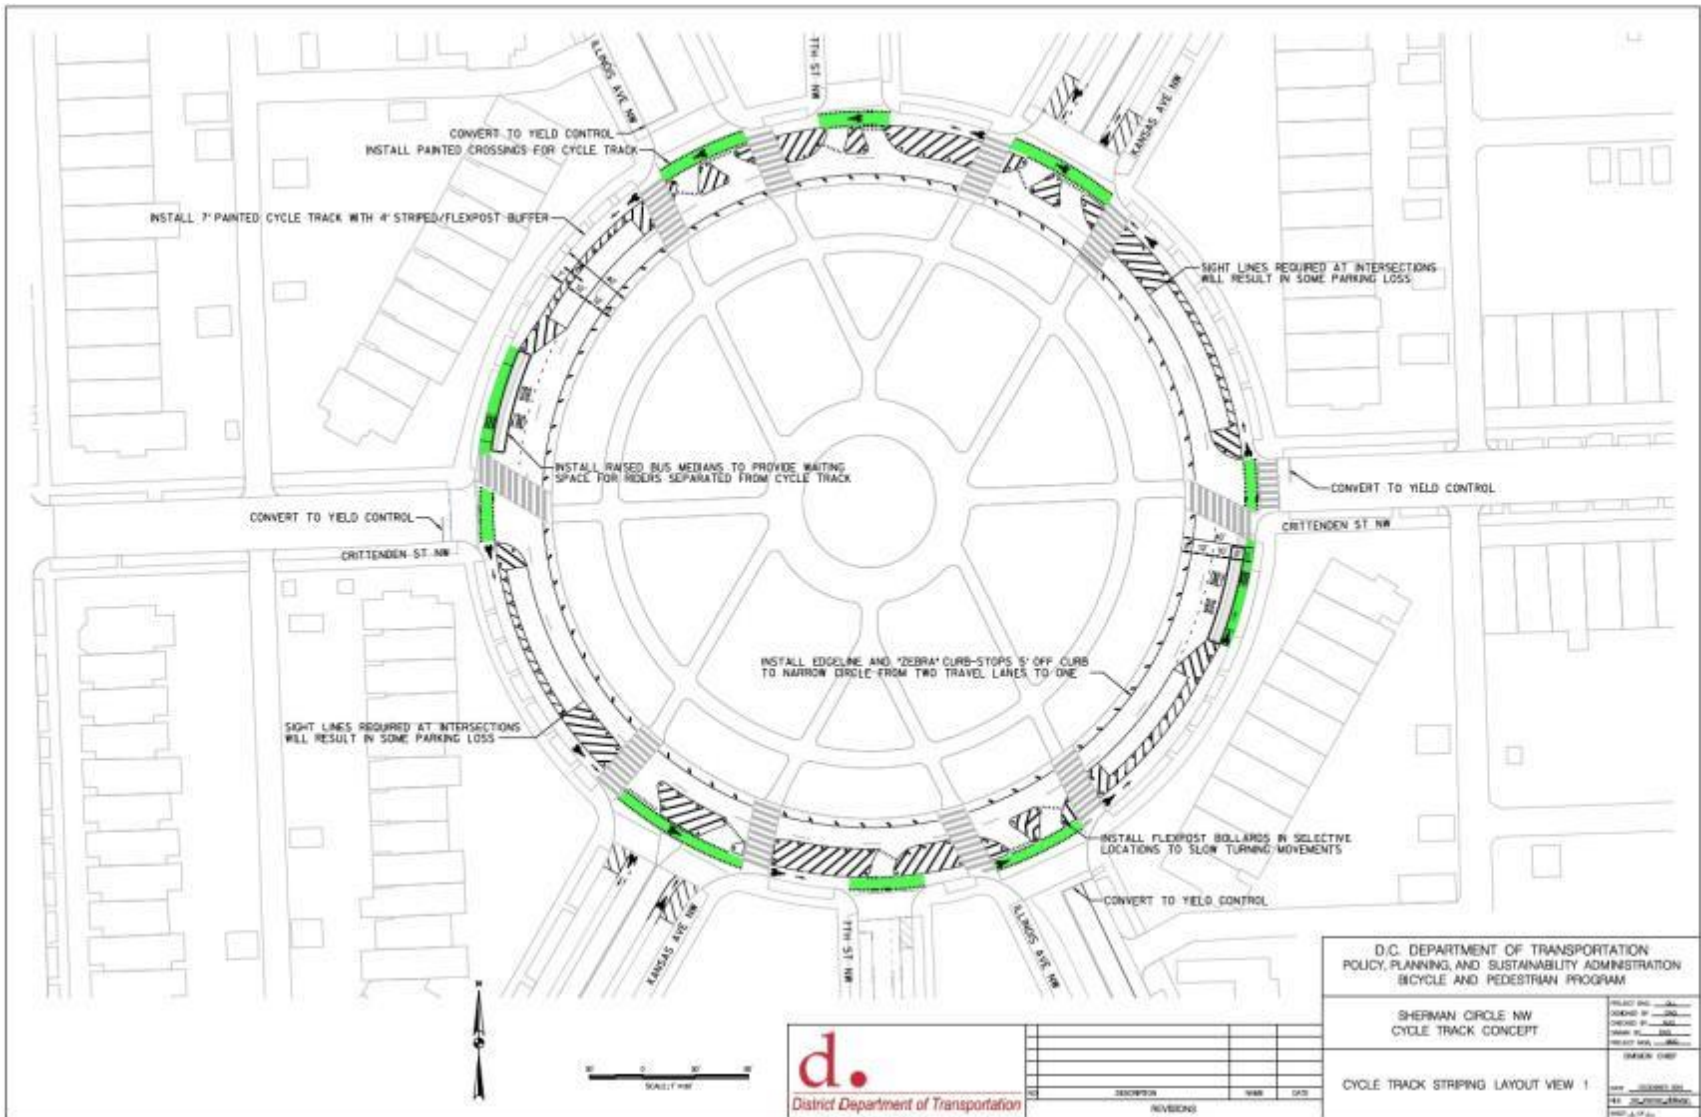 ILLINOIS AVE NW
7TH ST NW
KANSAS AVE NW
CONVERT TO YIELD CONTROL
INSTALL PAINTED CROSSINGS FOR CYCLE TRACK
INSTALL 7' PAINTED CYCLE TRACK WITH 4' STRIPED/FLEXPOST BUFFER
SIGHT LINES REQUIRED AT INTERSECTIONS
WILL RESULT IN SOME PARKING LOSS
INSTALL RAISED BUS MEDIANS TO PROVIDE WAITING
SPACE FOR RIDERS SEPARATED FROM CYCLE TRACK
CONVERT TO YIELD CONTROL
CONVERT TO YIELD CONTROL
CRITTENDEN ST NW
CRITTENDEN ST NW
INSTALL EDGELINE AND "ZEBRA" CURB-STOPS 5' OFF CURB
TO NARROW CIRCLE FROM TWO TRAVEL LANES TO ONE
SIGHT LINES REQUIRED AT INTERSECTIONS
WILL RESULT IN SOME PARKING LOSS
INSTALL FLEXPOST BOLLARDS IN SELECTIVE
LOCATIONS TO SLOW TURNING MOVEMENTS
CONVERT TO YIELD CONTROL
KANSAS AVE NW
7TH ST NW
ILLINOIS AVE NW
N
d.
District Department of Transportation
NO
DESCRIPTION
NAME
DATE
REVISIONS
D.C. DEPARTMENT OF TRANSPORTATION
POLICY, PLANNING, AND SUSTAINABILITY ADMINISTRATION
BICYCLE AND PEDESTRIAN PROGRAM
SHERMAN CIRCLE NW
CYCLE TRACK CONCEPT
CYCLE TRACK STRIPING LAYOUT VIEW 1
DIVISION CHIEF